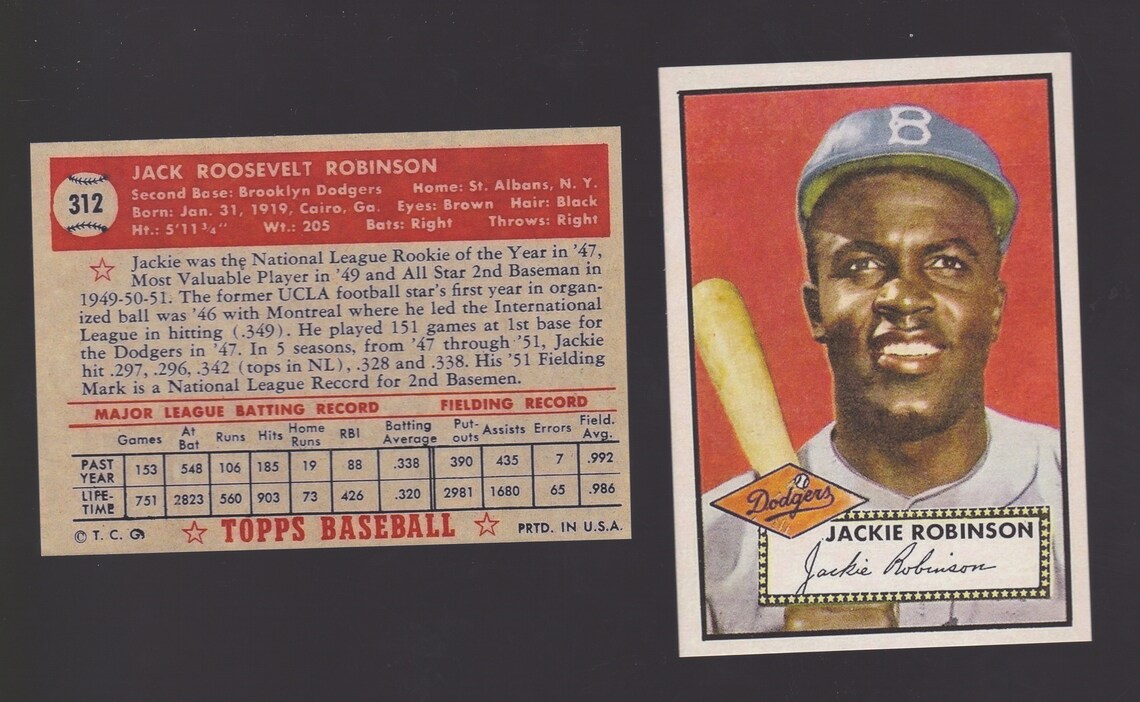 312
JACK ROOSEVELT ROBINSON
Second Base: Brooklyn Dodgers Home: St. Albans, N. Y.
Born: Jan. 31, 1919, Cairo, Ga. Eyes: Brown Hair: Black
Ht.: 5'11 3/4" Wt.: 205 Bats: Right Throws: Right
Jackie was the National League Rookie of the Year in '47,
Most Valuable Player in '49 and All Star 2nd Baseman in
1949-50-51. The former UCLA football star's first year in organ-
ized ball was '46 with Montreal where he led the International
League in hitting (.349). He played 151 games at 1st base for
the Dodgers in '47. In 5 seasons, from '47 through '51, Jackie
hit .297, .296, .342 (tops in NL), .328 and .338. His '51 Fielding
Mark is a National League Record for 2nd Basemen.
MAJOR LEAGUE BATTING RECORD FIELDING RECORD
Games At Bat Runs Hits Home Runs RBI Batting Average Put-outs Assists Errors Field. Avg.
PAST YEAR 153 548 106 185 19 88 .338 390 435 7 .992
LIFE-TIME 751 2823 560 903 73 426 .320 2981 1680 65 .986
© T. C. G. TOPPS BASEBALL PRTD. IN U.S.A.
B
Dodgers
JACKIE ROBINSON
Jackie Robinson